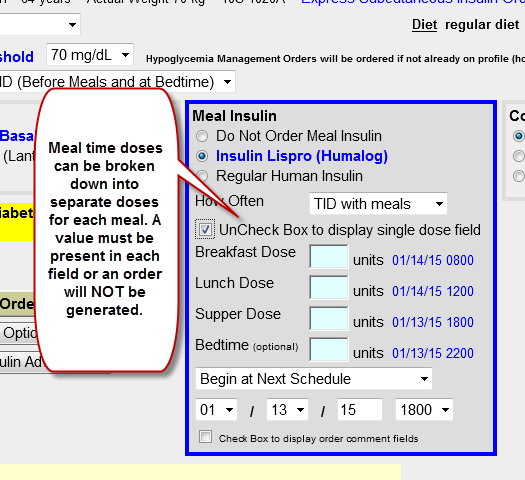 64 years Actual Weight 70 kg Express Subcutaneous Insulin Or
Diet regular diet
shold 70 mg/dL Hypoglycemia Management Orders will be ordered if not already on profile (ho
ID (Before Meals and at Bedtime)
Meal Insulin
Co
Do Not Order Meal Insulin
Basa
Insulin Lispro (Humalog)
(Lant
Regular Human Insulin
How Often TID with meals
iabet
UnCheck Box to display single dose field
Breakfast Dose units 01/14/15 0800
Lunch Dose units 01/14/15 1200
Orde
Supper Dose units 01/13/15 1800
Optio
Bedtime (optional) units 01/13/15 2200
ulin Ad
Begin at Next Schedule
01 / 13 / 15 1800
Check Box to display order comment fields
Meal time doses
can be broken
down into
separate doses
for each meal. A
value must be
present in each
field or an order
will NOT be
generated.